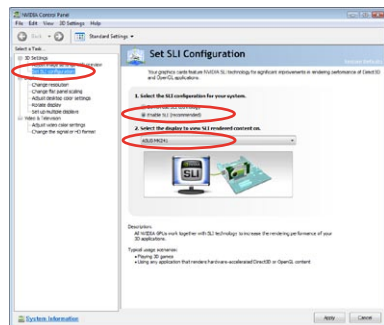 NVIDIA Control Panel
File Edit View 3D Settings Help
Standard Settings
Select a Task...
3D Settings
Set SLI configuration
Change resolution
Change flat panel scaling
Adjust desktop color settings
Rotate display
Set up multiple displays
Video & Television
Adjust video color settings
Change the signal or HD format
System Information
Set SLI Configuration
Your graphics cards feature NVIDIA SLI technology for significant improvements in rendering performance of Direct3D and OpenGL applications.
1. Select the SLI configuration for your system.
Enable SLI (recommended)
2. Select the display to view SLI rendered content on.
SLI
Description:
All NVIDIA GPUs work together with SLI technology to increase the rendering performance of your 3D applications.
Typical usage scenarios:
• Playing 3D games
• Using any application that renders hardware-accelerated Direct3D or OpenGL content
Apply
Cancel